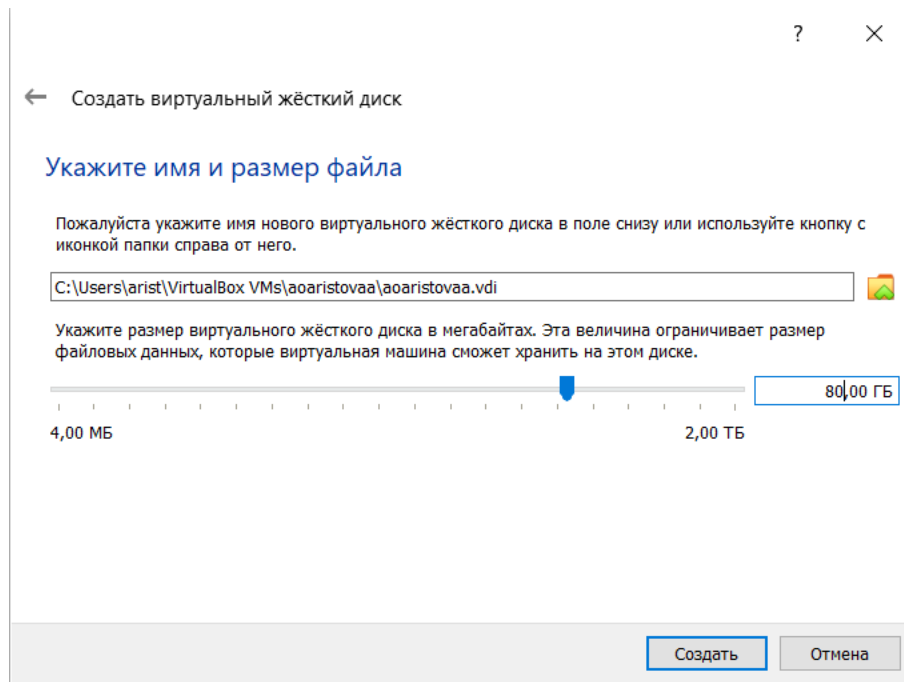 ?
Создать виртуальный жёсткий диск
Укажите имя и размер файла
Пожалуйста укажите имя нового виртуального жёсткого диска в поле снизу или используйте кнопку с
иконкой папки справа от него.
C:\Users\arist\VirtualBox VMs\aoaristovaa\aoaristovaa.vdi
Укажите размер виртуального жёсткого диска в мегабайтах. Эта величина ограничивает размер
файловых данных, которые виртуальная машина сможет хранить на этом диске.
80,00 ГБ
4,00 МБ 2,00 ТБ
Создать Отмена